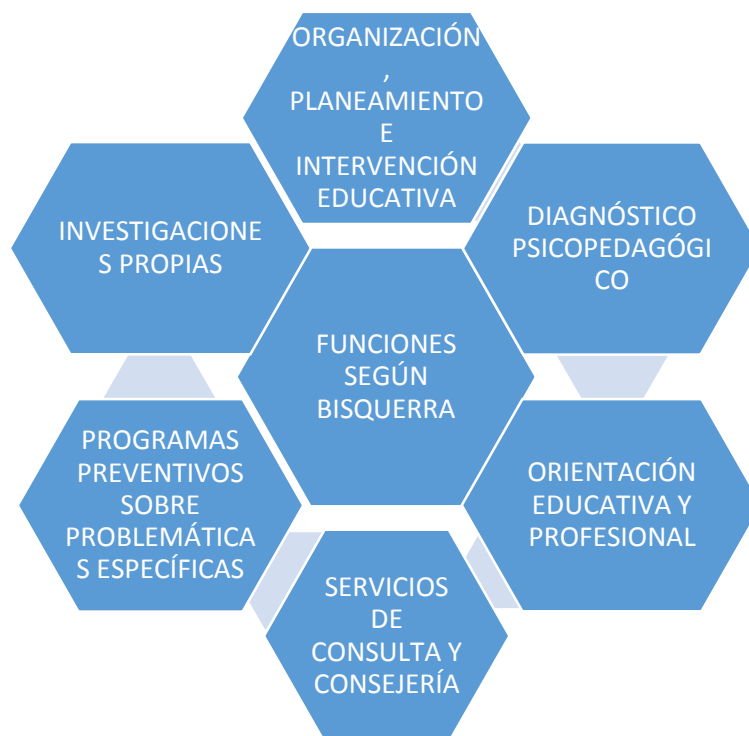 ORGANIZACIÓN
,
PLANEAMIENTO
E
INTERVENCIÓN
EDUCATIVA
DIAGNÓSTICO
PSICOPEDAGÓGI
CO
ORIENTACIÓN
EDUCATIVA Y
PROFESIONAL
SERVICIOS
DE
CONSULTA Y
CONSEJERÍA
PROGRAMAS
PREVENTIVOS
SOBRE
PROBLEMÁTICA
S ESPECÍFICAS
INVESTIGACIONE
S PROPIAS
FUNCIONES
SEGÚN
BISQUERRA